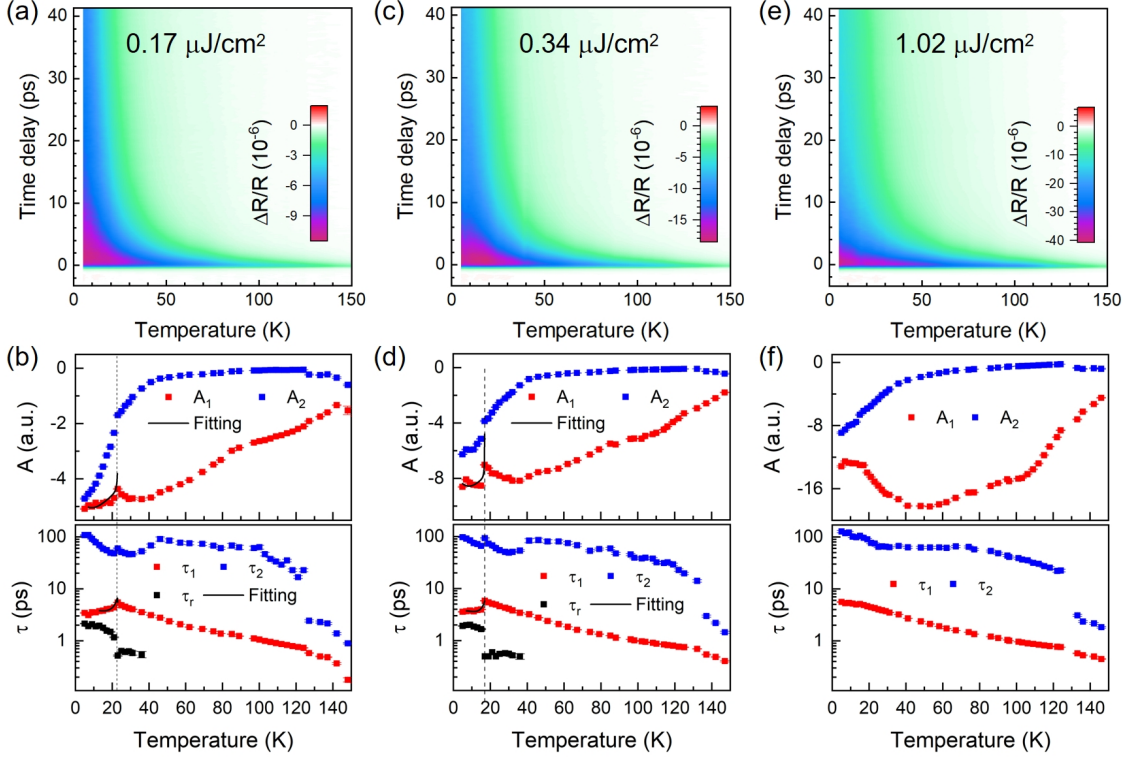 (a)
0.17 μJ/cm²
Time delay (ps)
40
30
20
10
0
ΔR/R (10⁻⁶)
0
-3
-6
-9
0
50
100
150
Temperature (K)
(c)
0.34 μJ/cm²
Time delay (ps)
40
30
20
10
0
ΔR/R (10⁻⁶)
0
-5
-10
-15
0
50
100
150
Temperature (K)
(e)
1.02 μJ/cm²
Time delay (ps)
40
30
20
10
0
ΔR/R (10⁻⁶)
0
-10
-20
-30
-40
0
50
100
150
Temperature (K)
(b)
A (a.u.)
0
-2
-4
A₁ A₂
Fitting
τ (ps)
100
10
1
τ₁ τ₂
τᵣ Fitting
0 20 40 60 80 100 120 140
Temperature (K)
(d)
A (a.u.)
0
-4
-8
A₁ A₂
Fitting
τ (ps)
100
10
1
τ₁ τ₂
τᵣ Fitting
0 20 40 60 80 100 120 140
Temperature (K)
(f)
A (a.u.)
0
-8
-16
A₁ A₂
τ (ps)
100
10
1
τ₁ τ₂
0 20 40 60 80 100 120 140
Temperature (K)